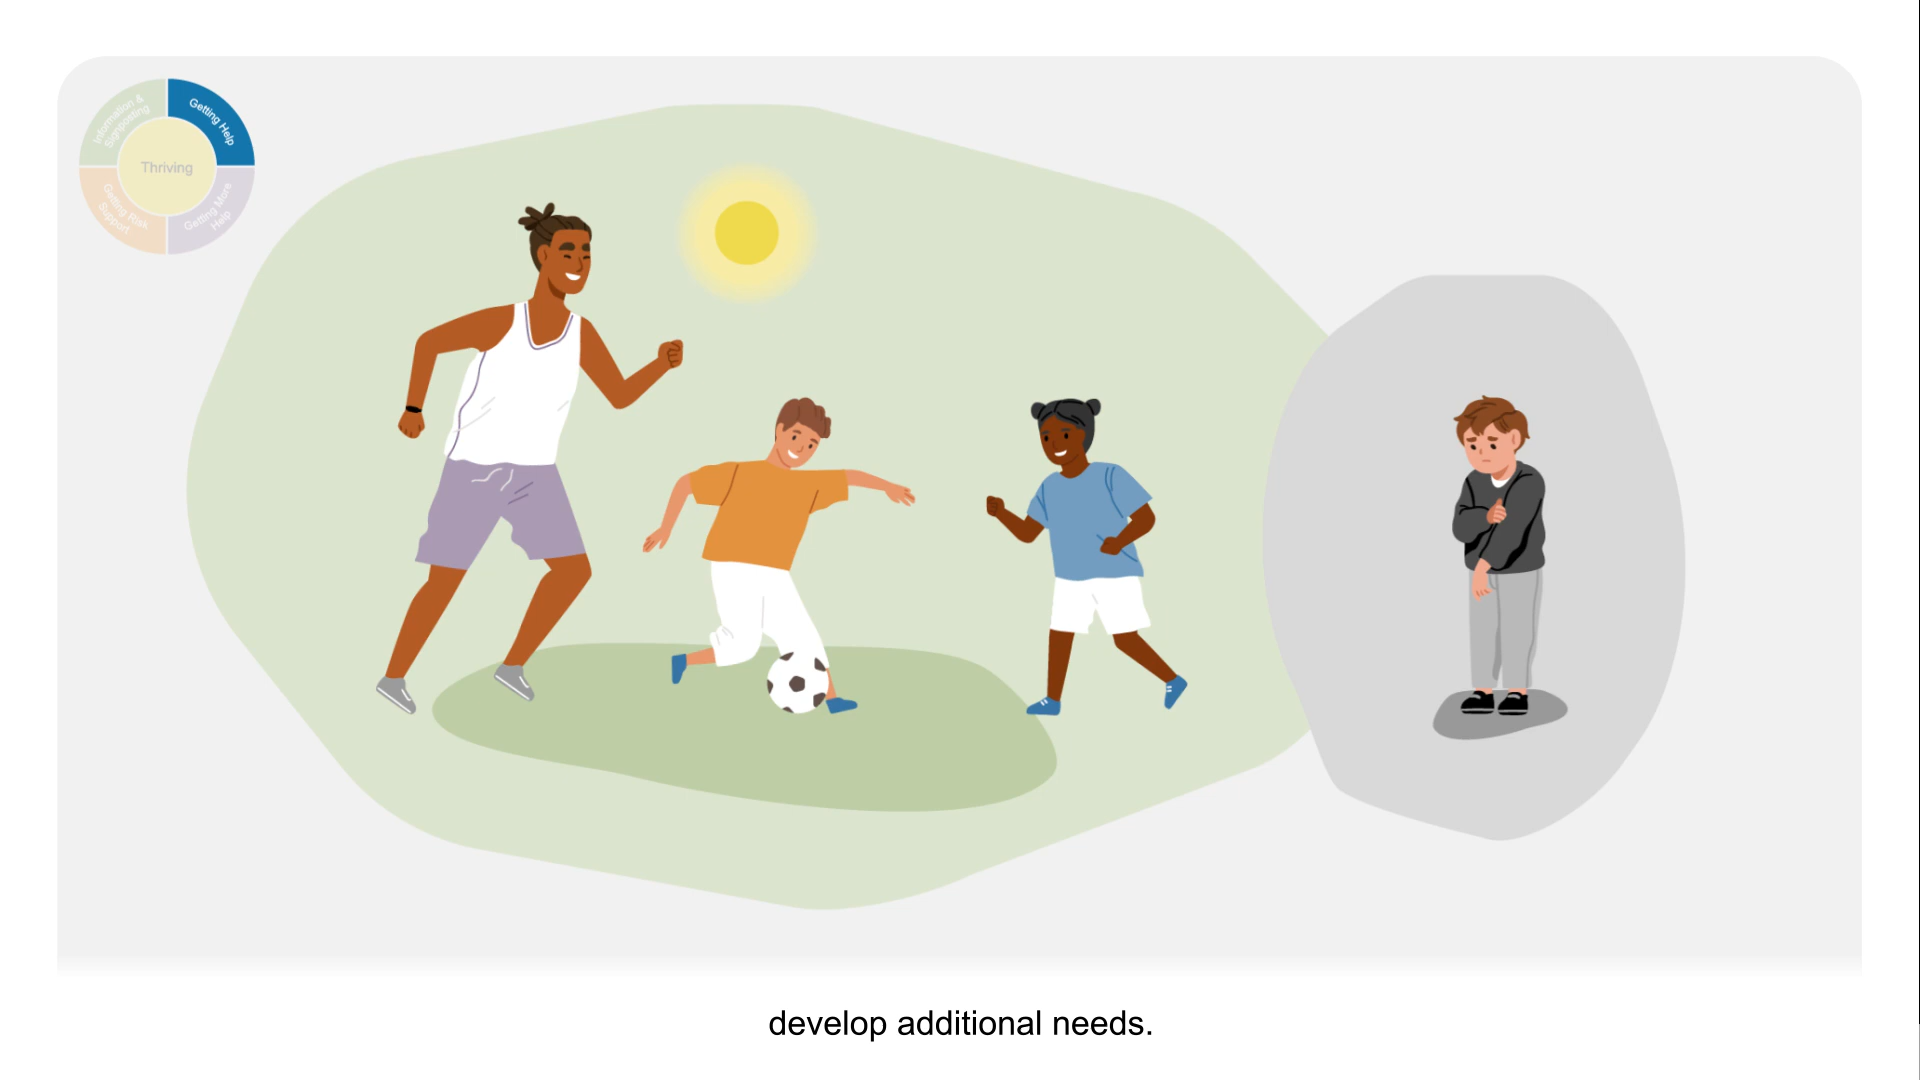 Information &
Signposting
Getting Help
Thriving
Getting Risk
Support
Getting More
Help
develop additional needs.